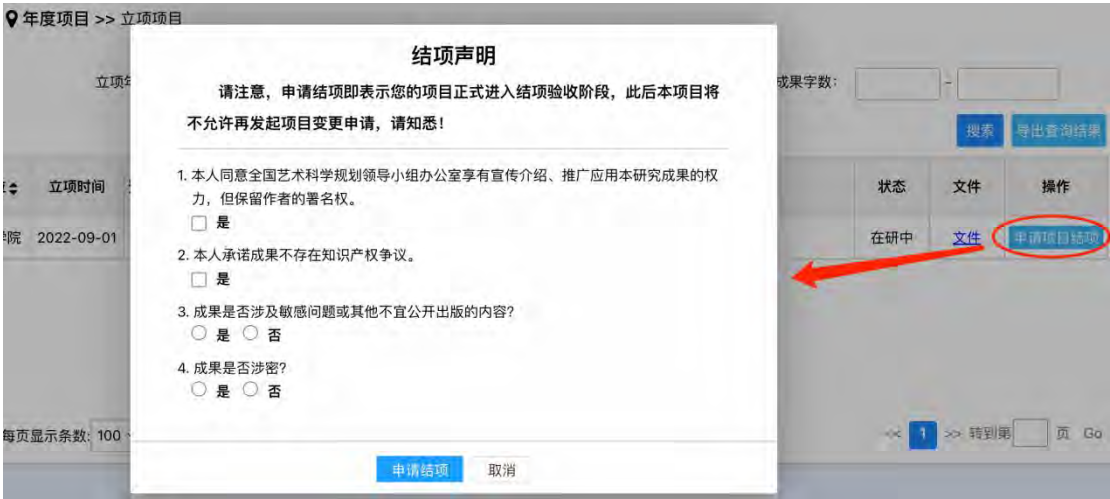 年度项目 >> 立项项目
结项声明
请注意，申请结项即表示您的项目正式进入结项验收阶段，此后本项目将
不允许再发起项目变更申请，请知悉！
立项
成果字数:
-
搜索 导出查询结果
1. 本人同意全国艺术科学规划领导小组办公室享有宣传介绍、推广应用本研究成果的权
力，但保留作者的署名权。
是
2. 本人承诺成果不存在知识产权争议。
是
3. 成果是否涉及敏感问题或其他不宜公开出版的内容?
是 否
4. 成果是否涉密?
是 否
立项时间 状态 文件 操作
院 2022-09-01 在研中 文件 申请项目结项
每页显示条数: 100
<< 1 >> 转到第 页 Go
申请结项 取消